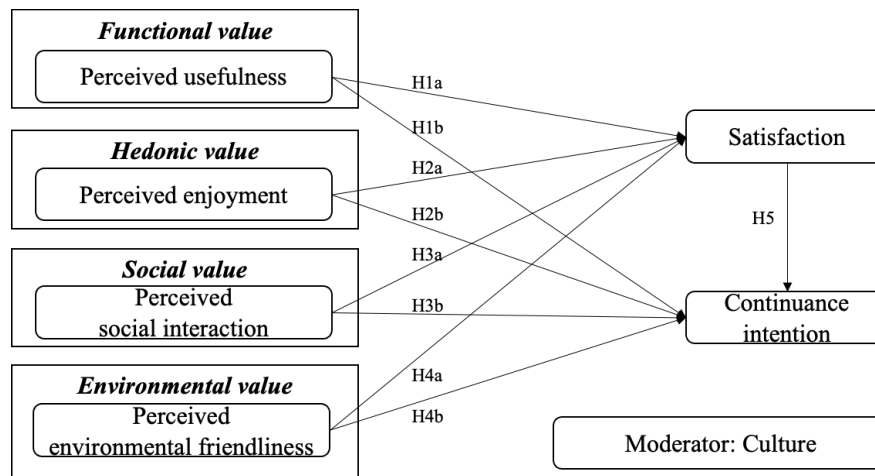 Functional value
Perceived usefulness
H1a
H1b
Hedonic value
Perceived enjoyment
H2a
H2b
Social value
Perceived
social interaction
H3a
H3b
Environmental value
Perceived
environmental friendliness
H4a
H4b
Satisfaction
H5
Continuance
intention
Moderator: Culture